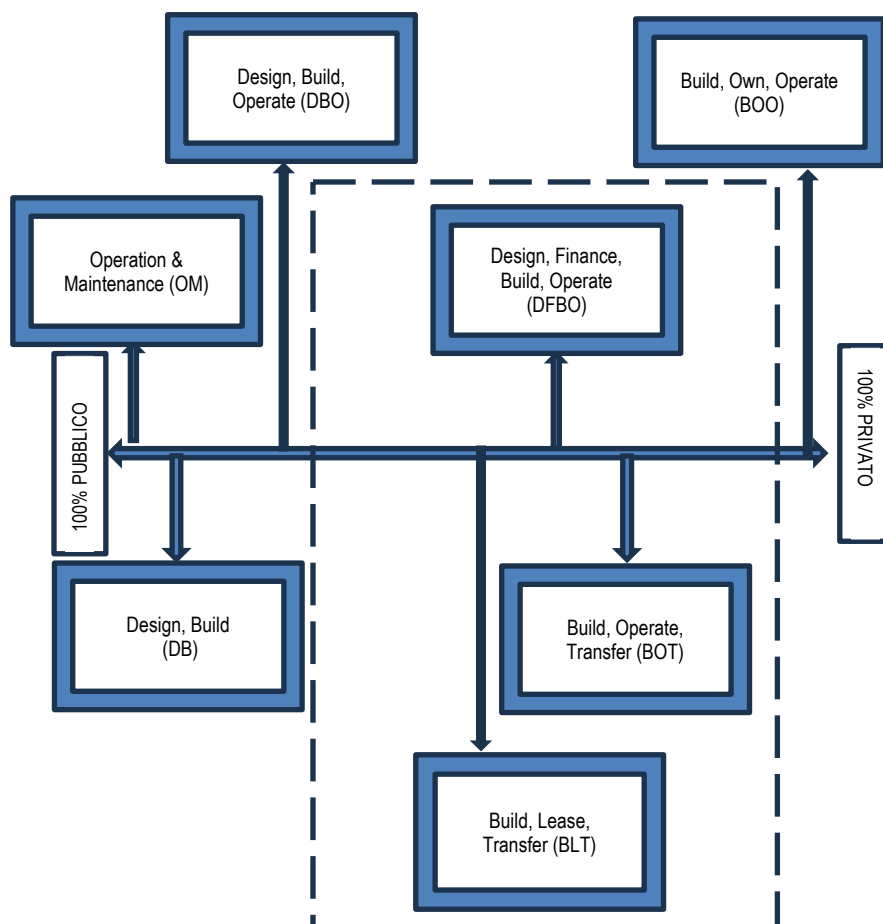 Design, Build,
Operate (DBO)
Build, Own, Operate
(BOO)
Operation &
Maintenance (OM)
Design, Finance,
Build, Operate
(DFBO)
100% PUBBLICO
100% PRIVATO
Design, Build
(DB)
Build, Operate,
Transfer (BOT)
Build, Lease,
Transfer (BLT)